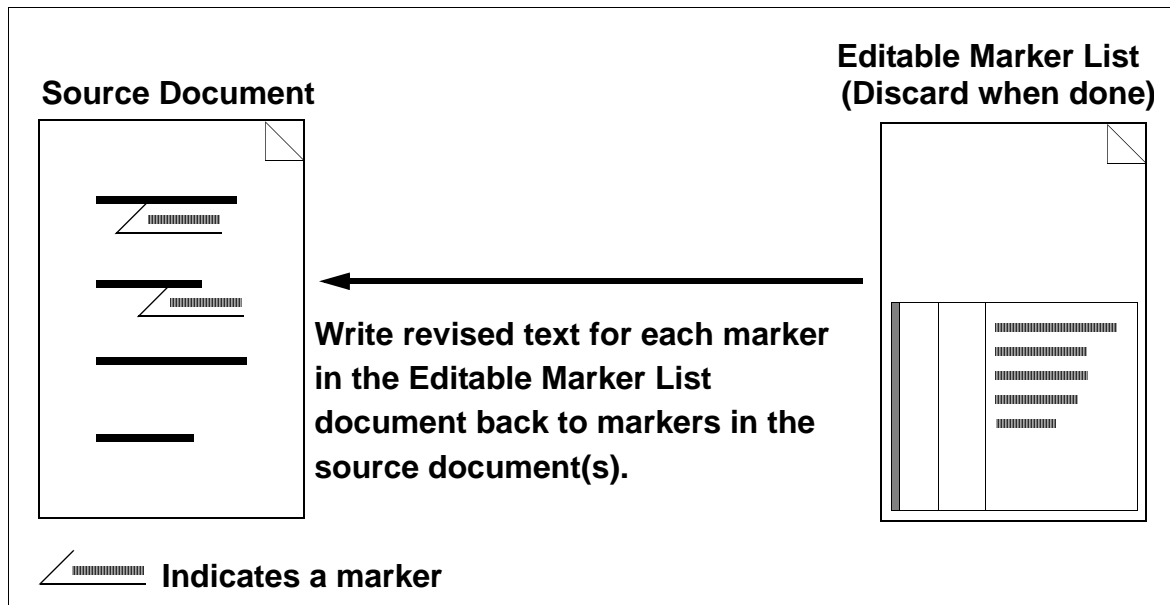 Source Document
Editable Marker List
(Discard when done)
Write revised text for each marker
in the Editable Marker List
document back to markers in the
source document(s).
Indicates a marker